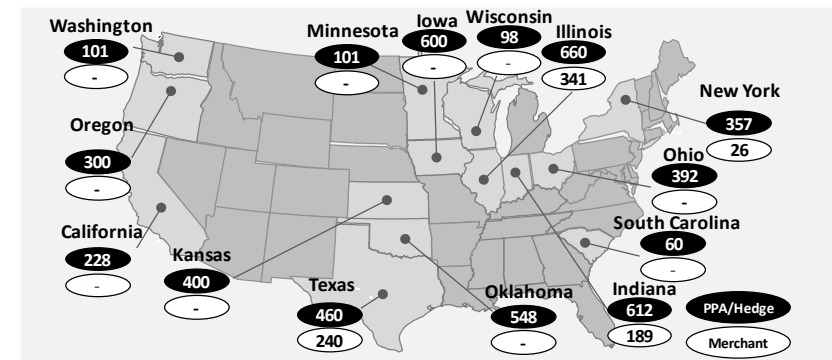 Washington
101
-
Minnesota
101
-
Iowa
600
-
Wisconsin
98
-
Illinois
660
341
New York
357
26
Oregon
300
-
Ohio
392
-
California
228
-
South Carolina
60
-
Kansas
400
-
Texas
460
240
Oklahoma
548
-
Indiana
612
189
PPA/Hedge
Merchant